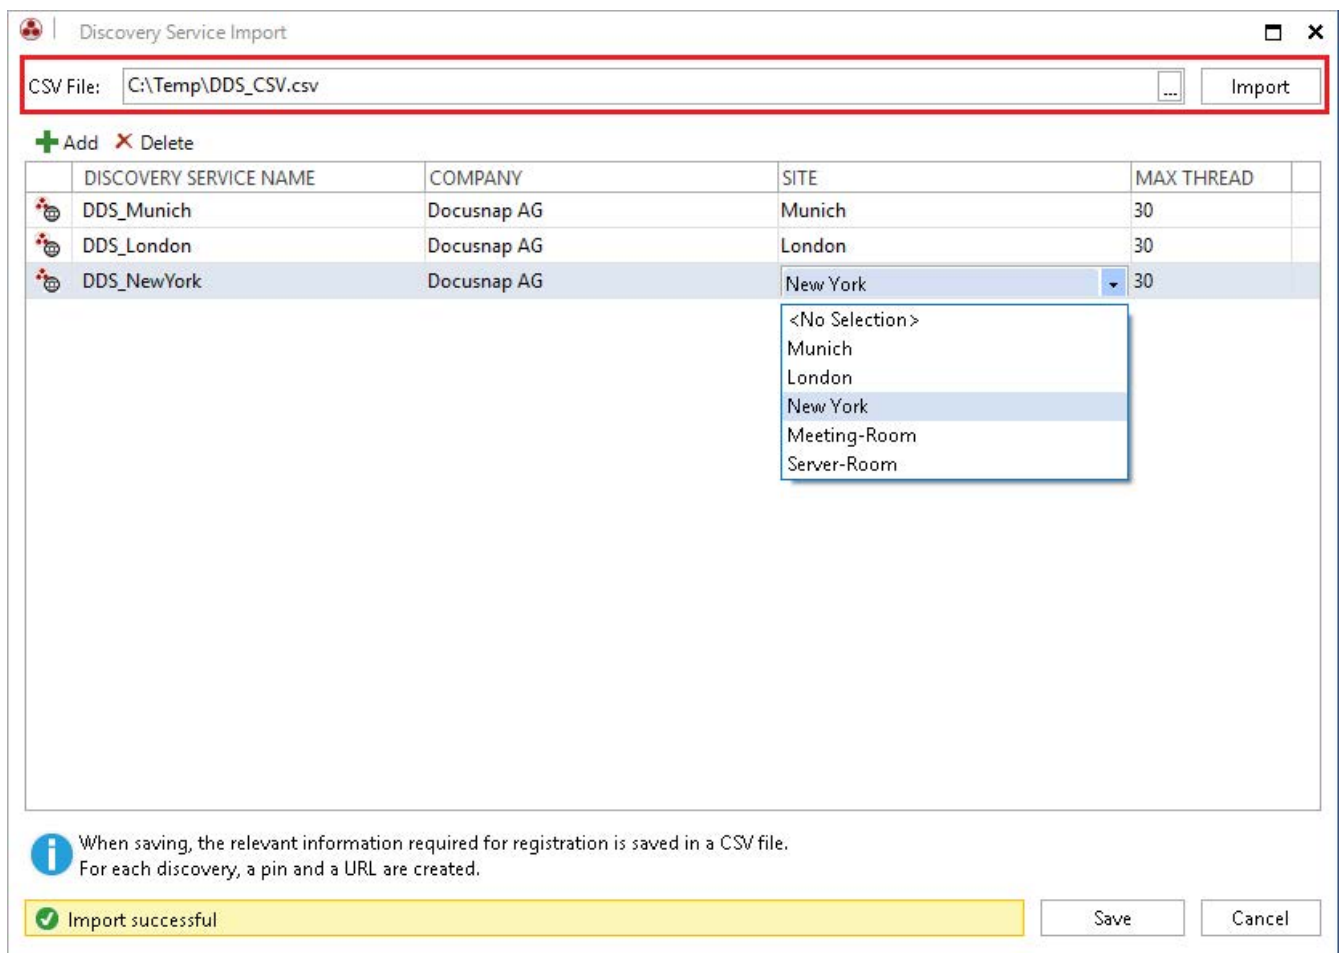 Discovery Service Import
CSV File: C:\Temp\DDS_CSV.csv ... Import
Add Delete
DISCOVERY SERVICE NAME COMPANY SITE MAX THREAD
DDS_Munich Docusnap AG Munich 30
DDS_London Docusnap AG London 30
DDS_NewYork Docusnap AG New York 30
<No Selection>
Munich
London
New York
Meeting-Room
Server-Room
When saving, the relevant information required for registration is saved in a CSV file.
For each discovery, a pin and a URL are created.
Import successful Save Cancel